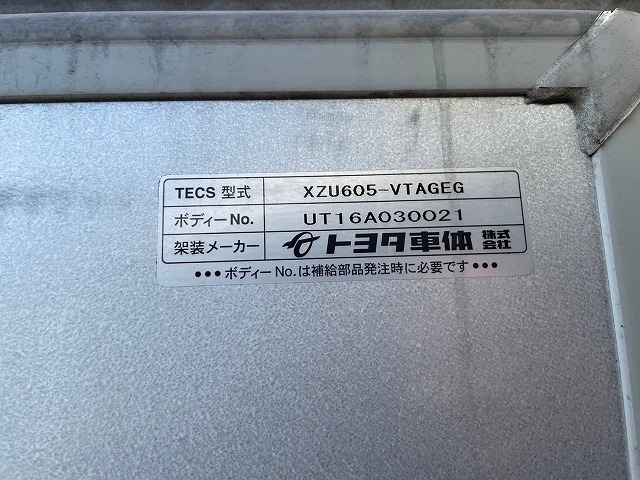 TECS 型式 XZU605-VTAGEG
ボディーNo. UT16A030021
架装メーカー トヨタ車体 株式会社
●●● ボディーNo.は補給部品発注時に必要です ●●●